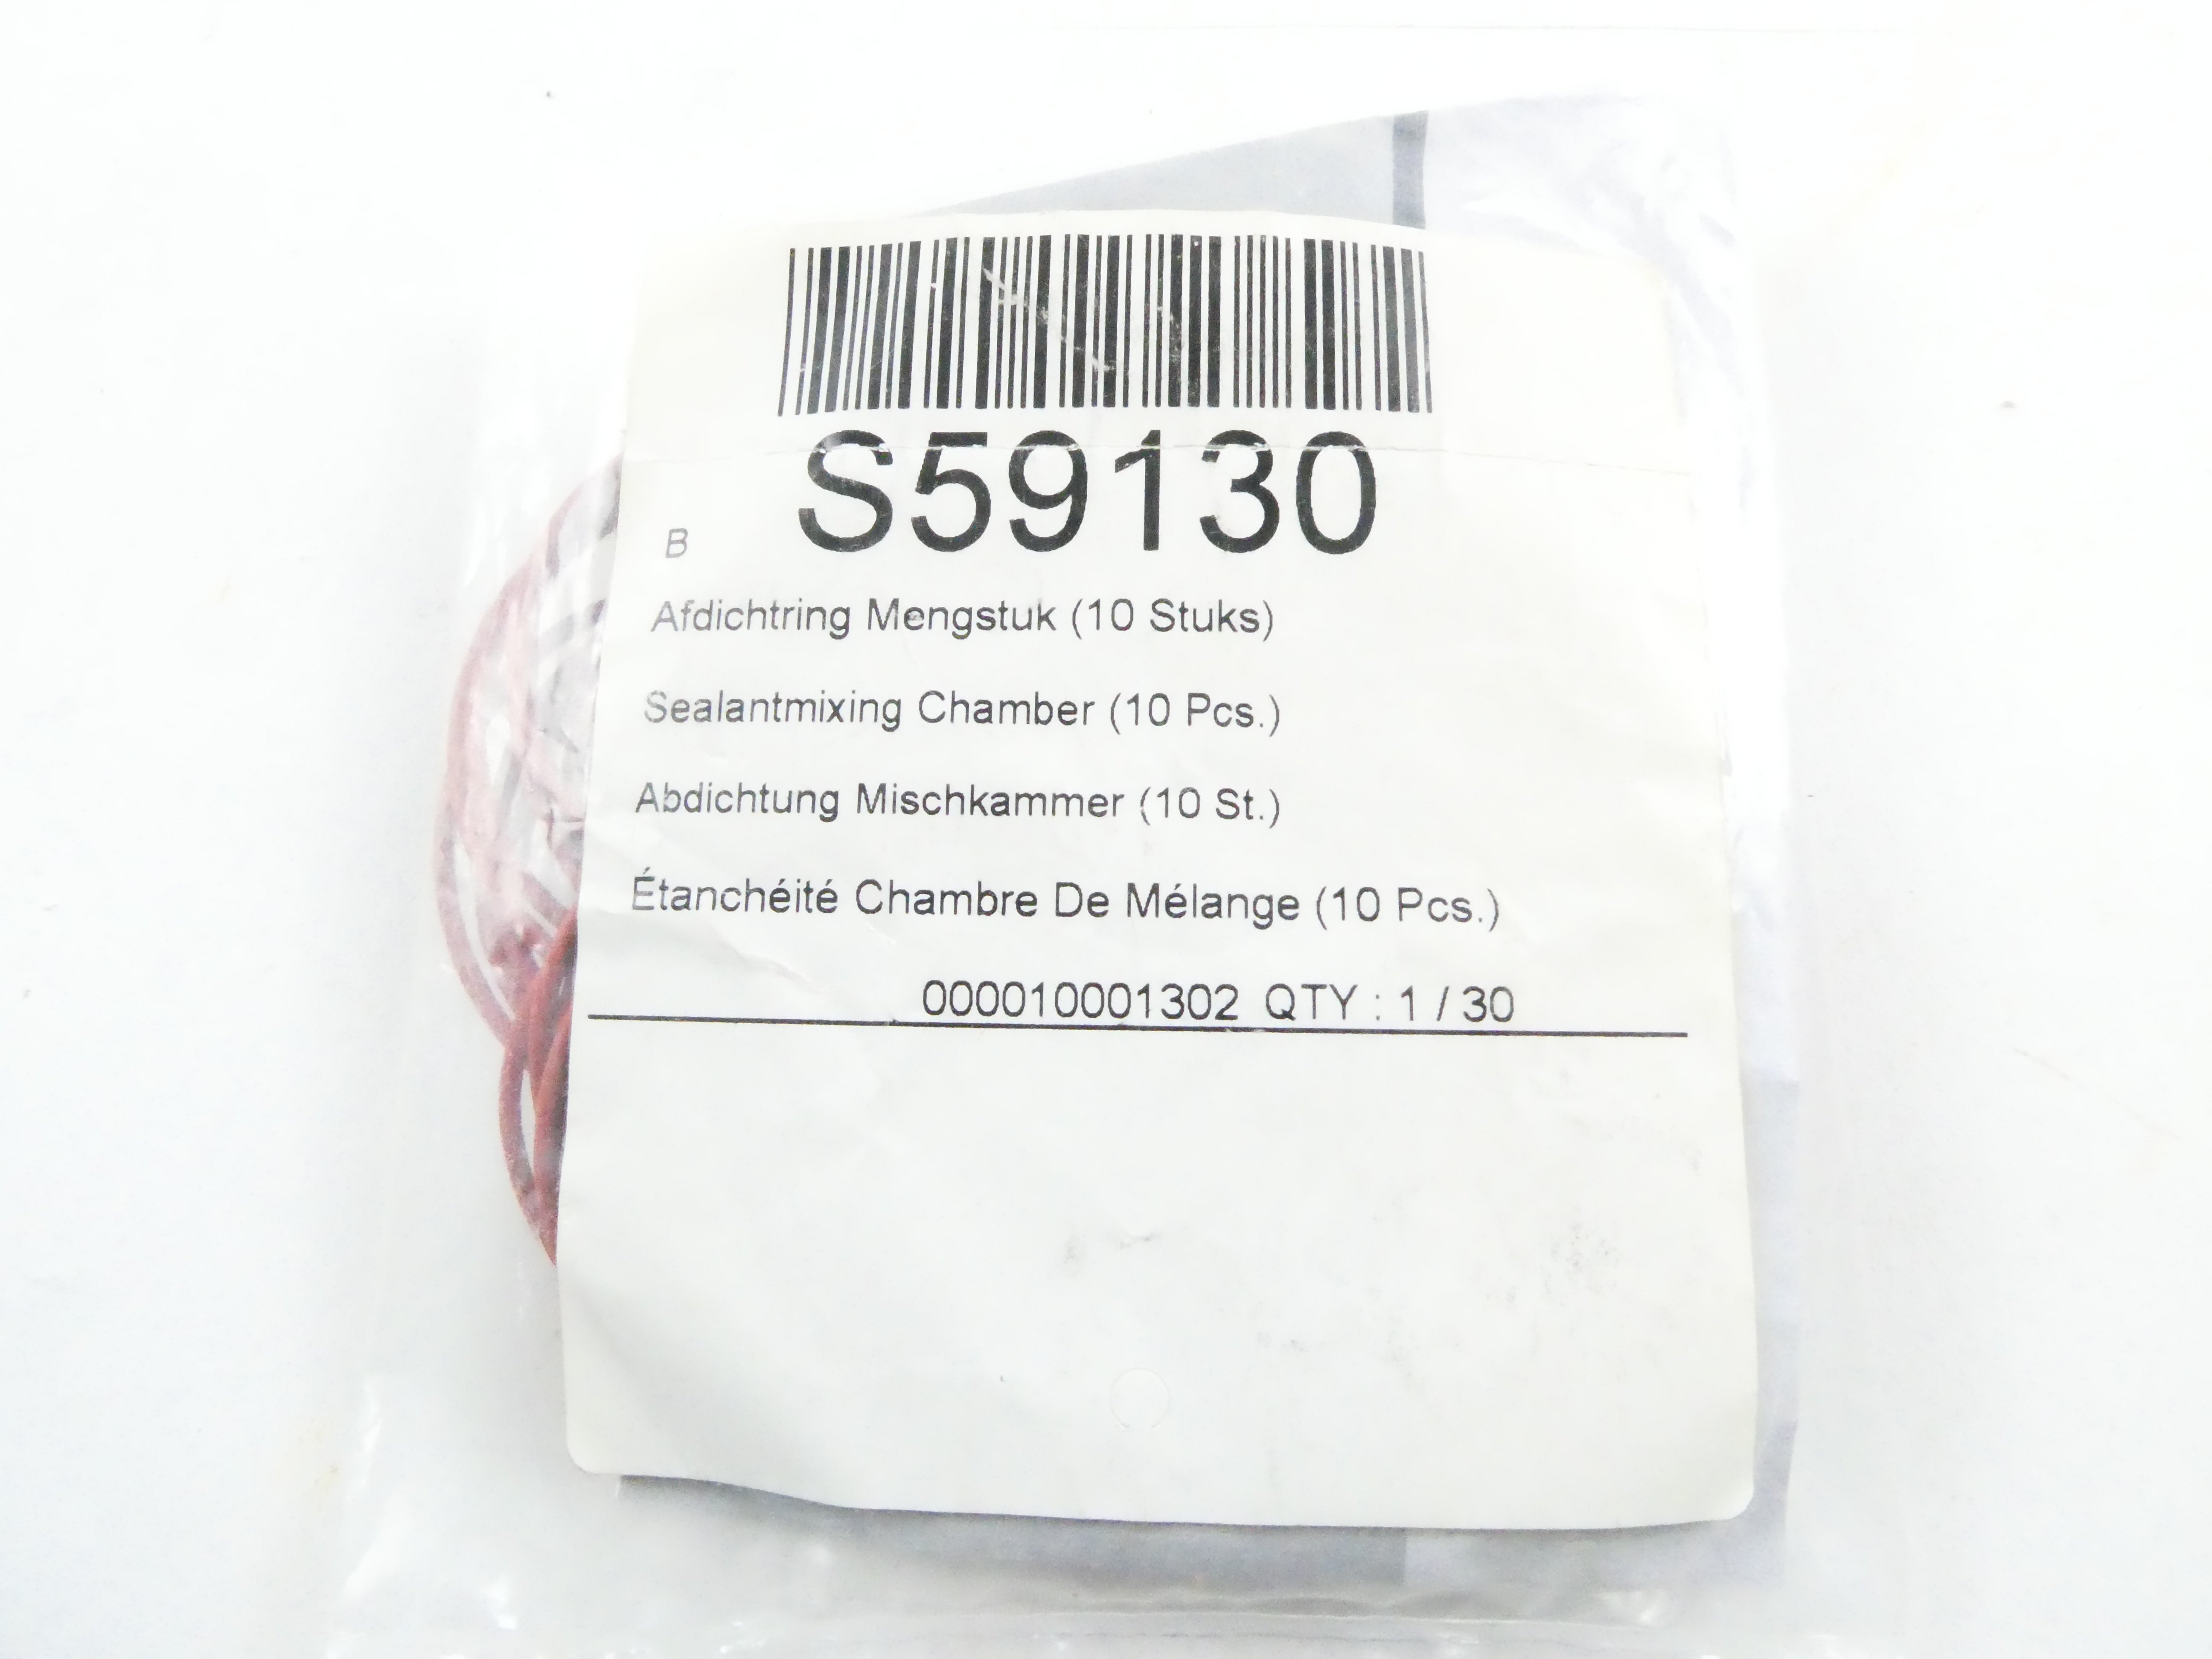 S59130
B
Afdichtring Mengstuk (10 Stuks)
Sealantmixing Chamber (10 Pcs.)
Abdichtung Mischkammer (10 St.)
Étanchéité Chambre De Mélange (10 Pcs.)
000010001302 QTY : 1 / 30